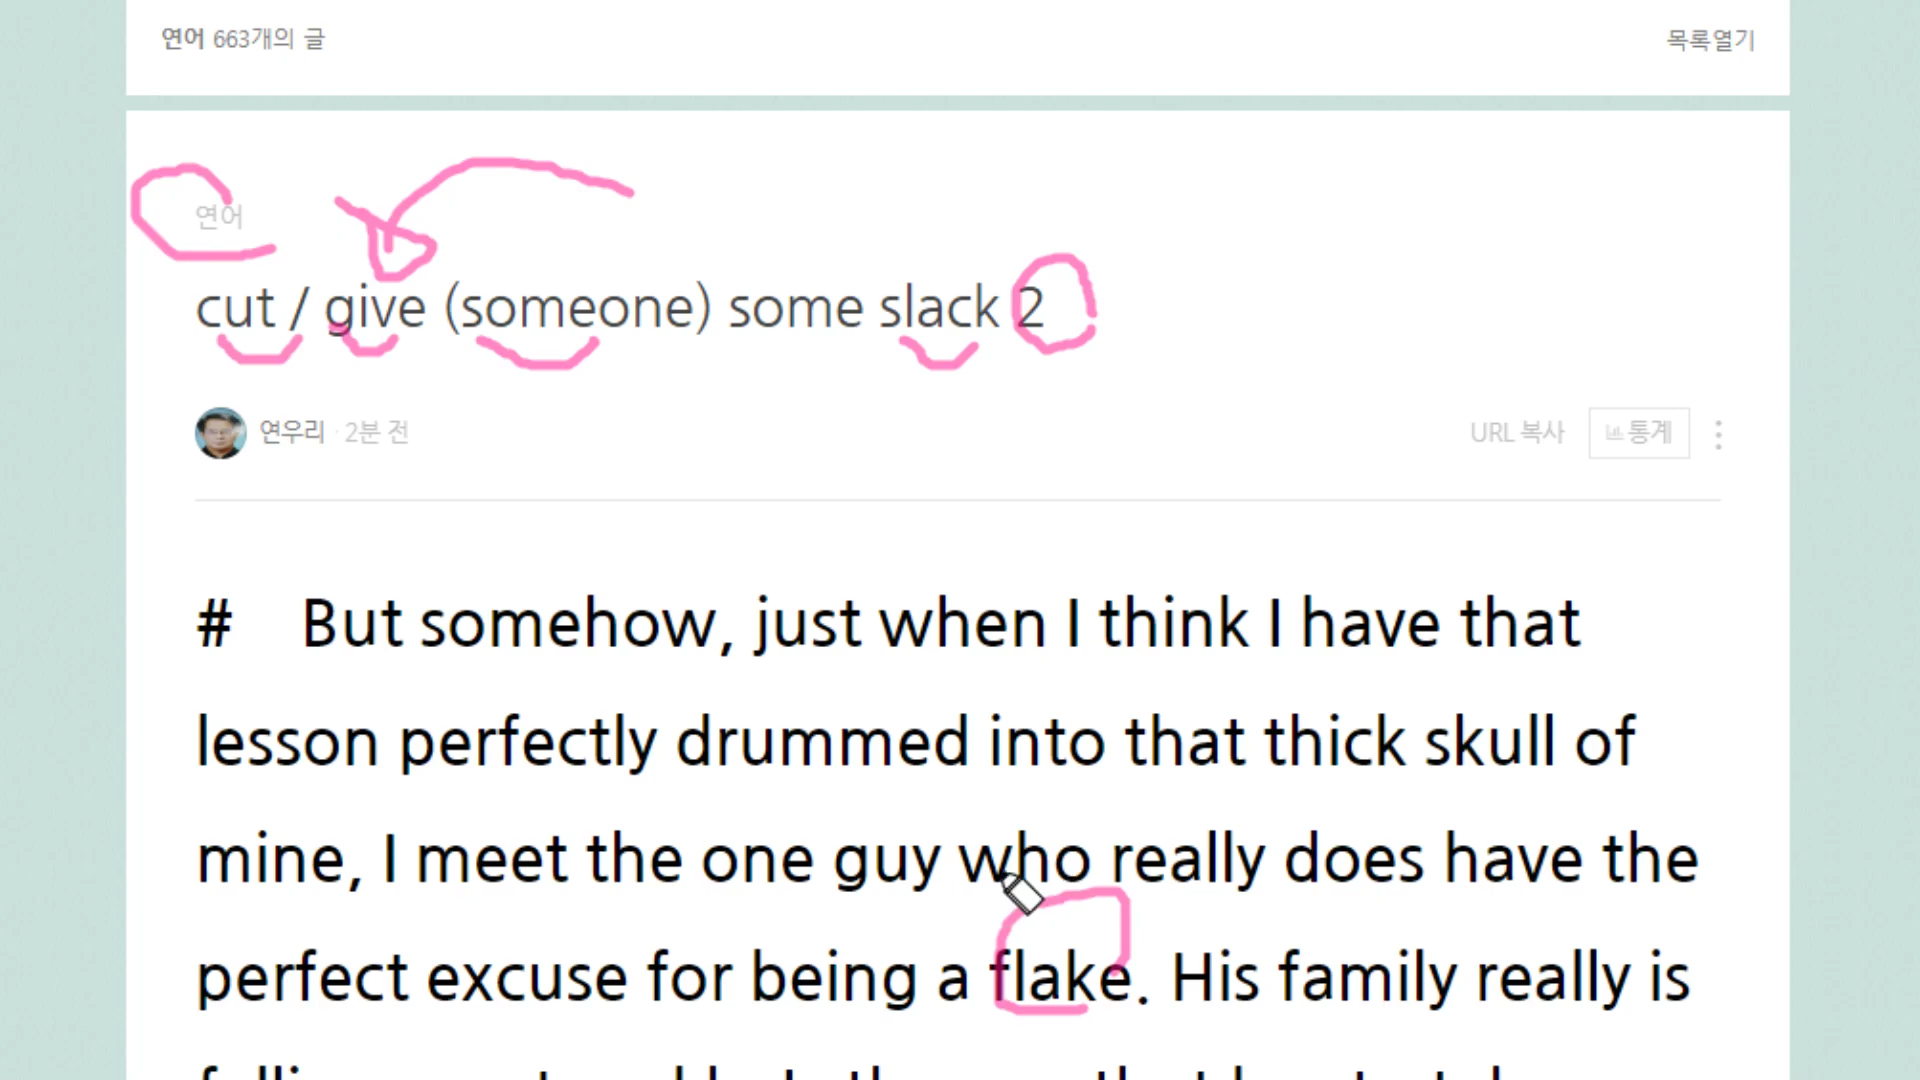 연어 663개의 글
목록열기
연어
cut / give (someone) some slack 2
연우리 · 2분 전
URL 복사
통계
# But somehow, just when I think I have that
lesson perfectly drummed into that thick skull of
mine, I meet the one guy who really does have the
perfect excuse for being a flake. His family really is